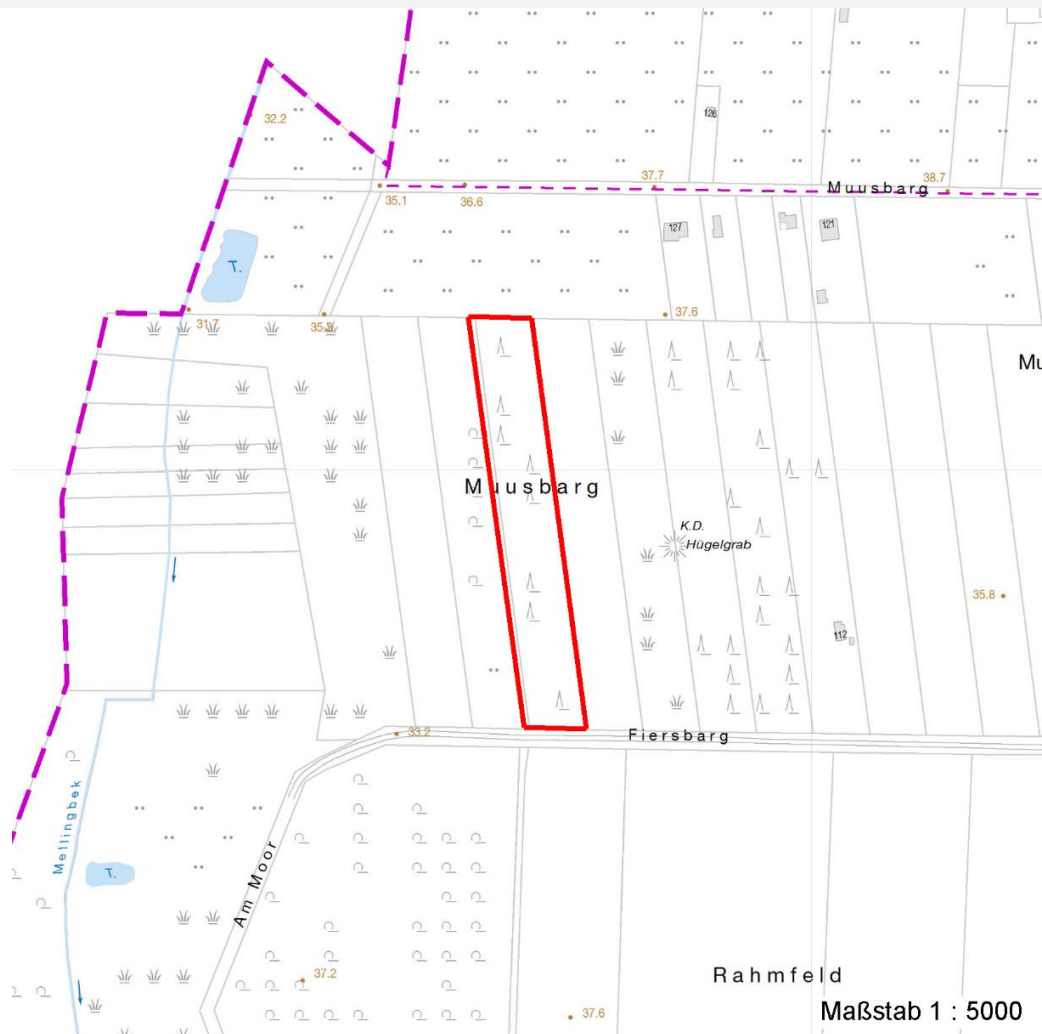 126
32.2
37.7
38.7
Muusbarg
35.1
36.6
127
121
T.
31.7
37.6
Mu
Muusbarg
K.D.
Hügelgrab
35.8
112
33.2
Fiersbarg
Mellingbek
T.
Am Moor
37.2
Rahmfeld
37.6
Maßstab 1 : 5000